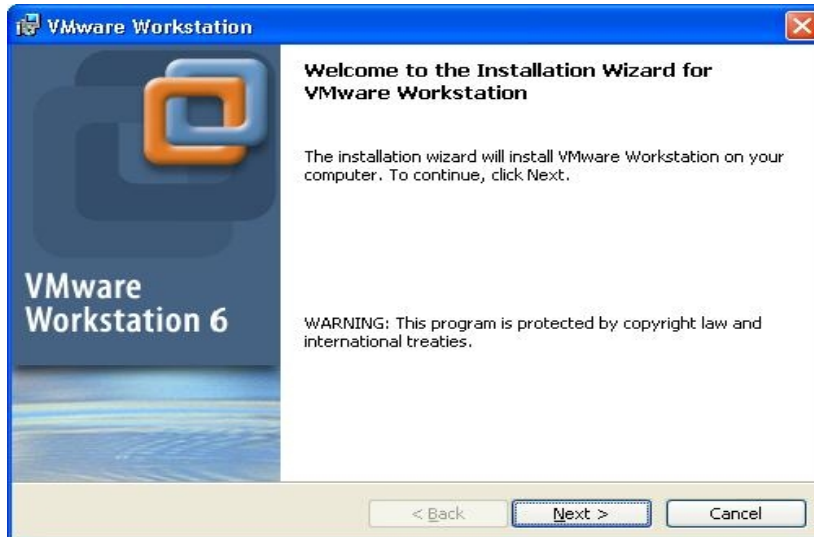 VMware Workstation
Welcome to the Installation Wizard for
VMware Workstation
The installation wizard will install VMware Workstation on your
computer. To continue, click Next.
VMware
Workstation 6
WARNING: This program is protected by copyright law and
international treaties.
< Back
Next >
Cancel